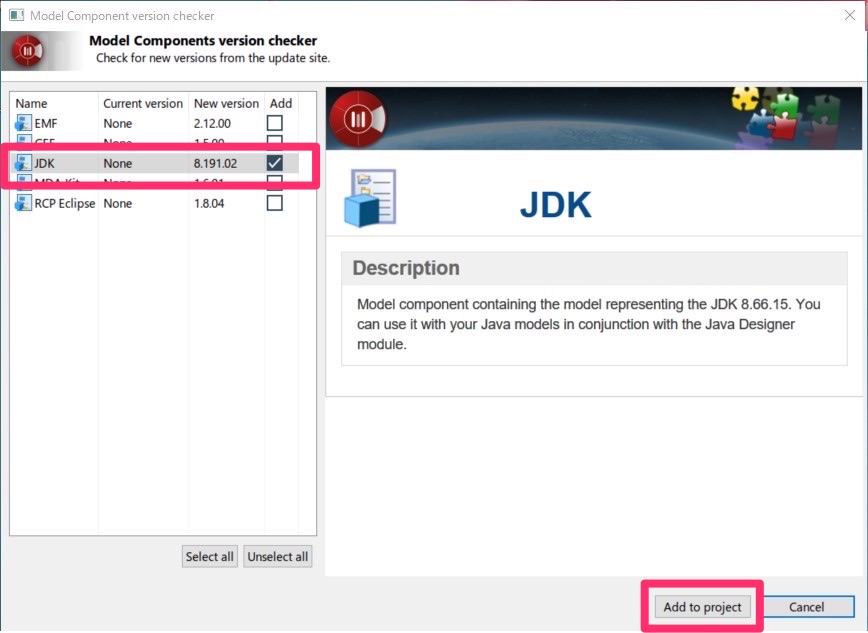 Model Component version checker
Model Components version checker
Check for new versions from the update site.
Name Current version New version Add
EMF None 2.12.00
GEF None 1.5.00
JDK None 8.191.02
MDA Kit None
RCP Eclipse None 1.8.04
Select all Unselect all
JDK
Description
Model component containing the model representing the JDK 8.66.15. You
can use it with your Java models in conjunction with the Java Designer
module.
Add to project Cancel